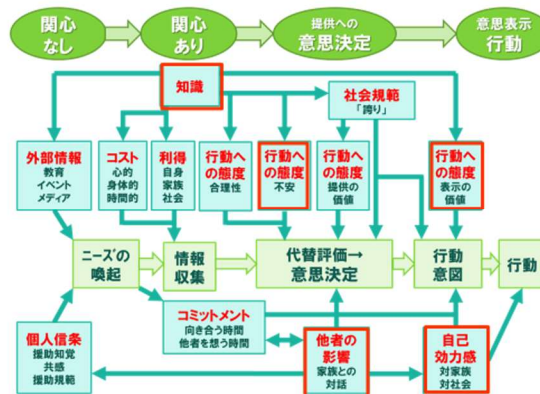 関心
なし
関心
あり
提供への
意思決定
意思表示
行動
知識
社会規範
「誇り」
外部情報
教育
イベント
メディア
コスト
心的
身体的
時間的
利得
自身
家族
社会
行動へ
の態度
合理性
行動へ
の態度
不安
行動へ
の態度
提供の
価値
行動へ
の態度
表示の
価値
ニーズの
喚起
情報
収集
代替評価→
意思決定
行動
意図
行動
コミットメント
向き合う時間
他者を想う時間
個人信条
援助知覚
共感
援助規範
他者の
影響
家族との
対話
自己
効力感
対家族
対社会